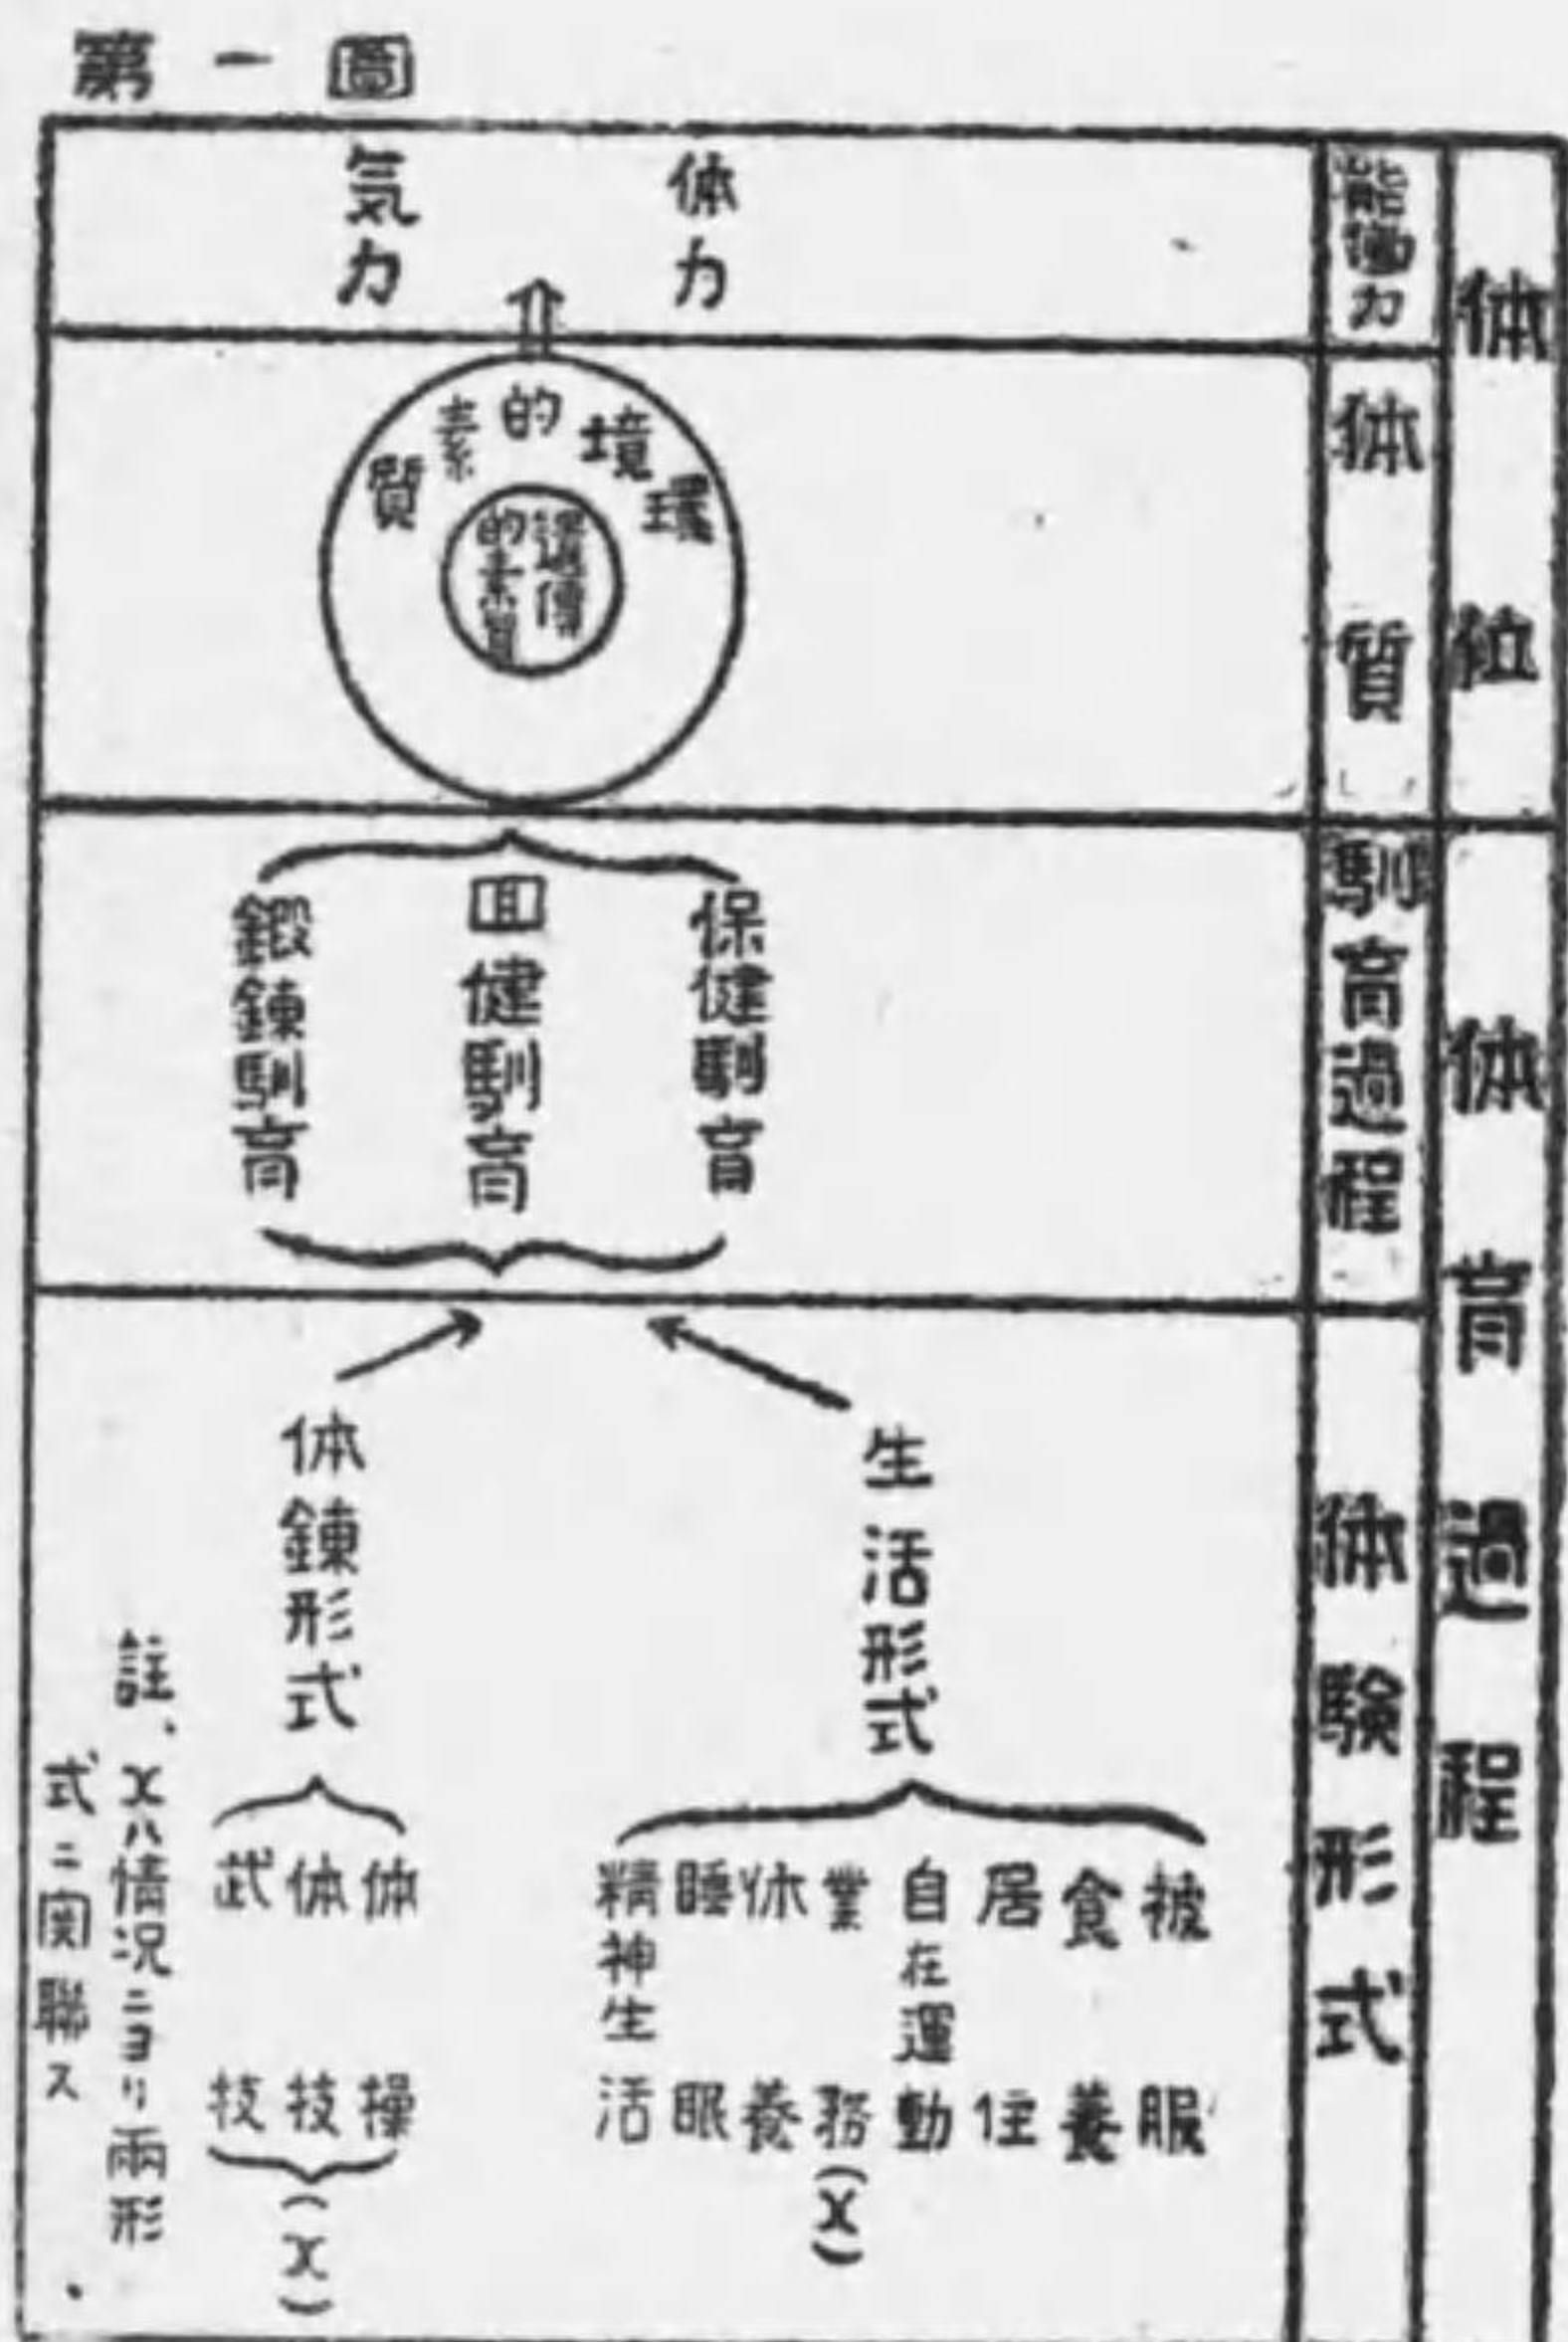 第一圖
体位
体育過程
能働力
体質
馴育過程
体験形式
体力
気力
環境的素質
遺傳
的素質
保健馴育
回健馴育
鍛錬馴育
生活形式
被服
食養
居住
自在運動
業務(X)
休養
睡眠
精神生活
体錬形式
体操
体技
武技
(X)
註、Xハ情況ニヨリ兩形
式ニ関聯ス